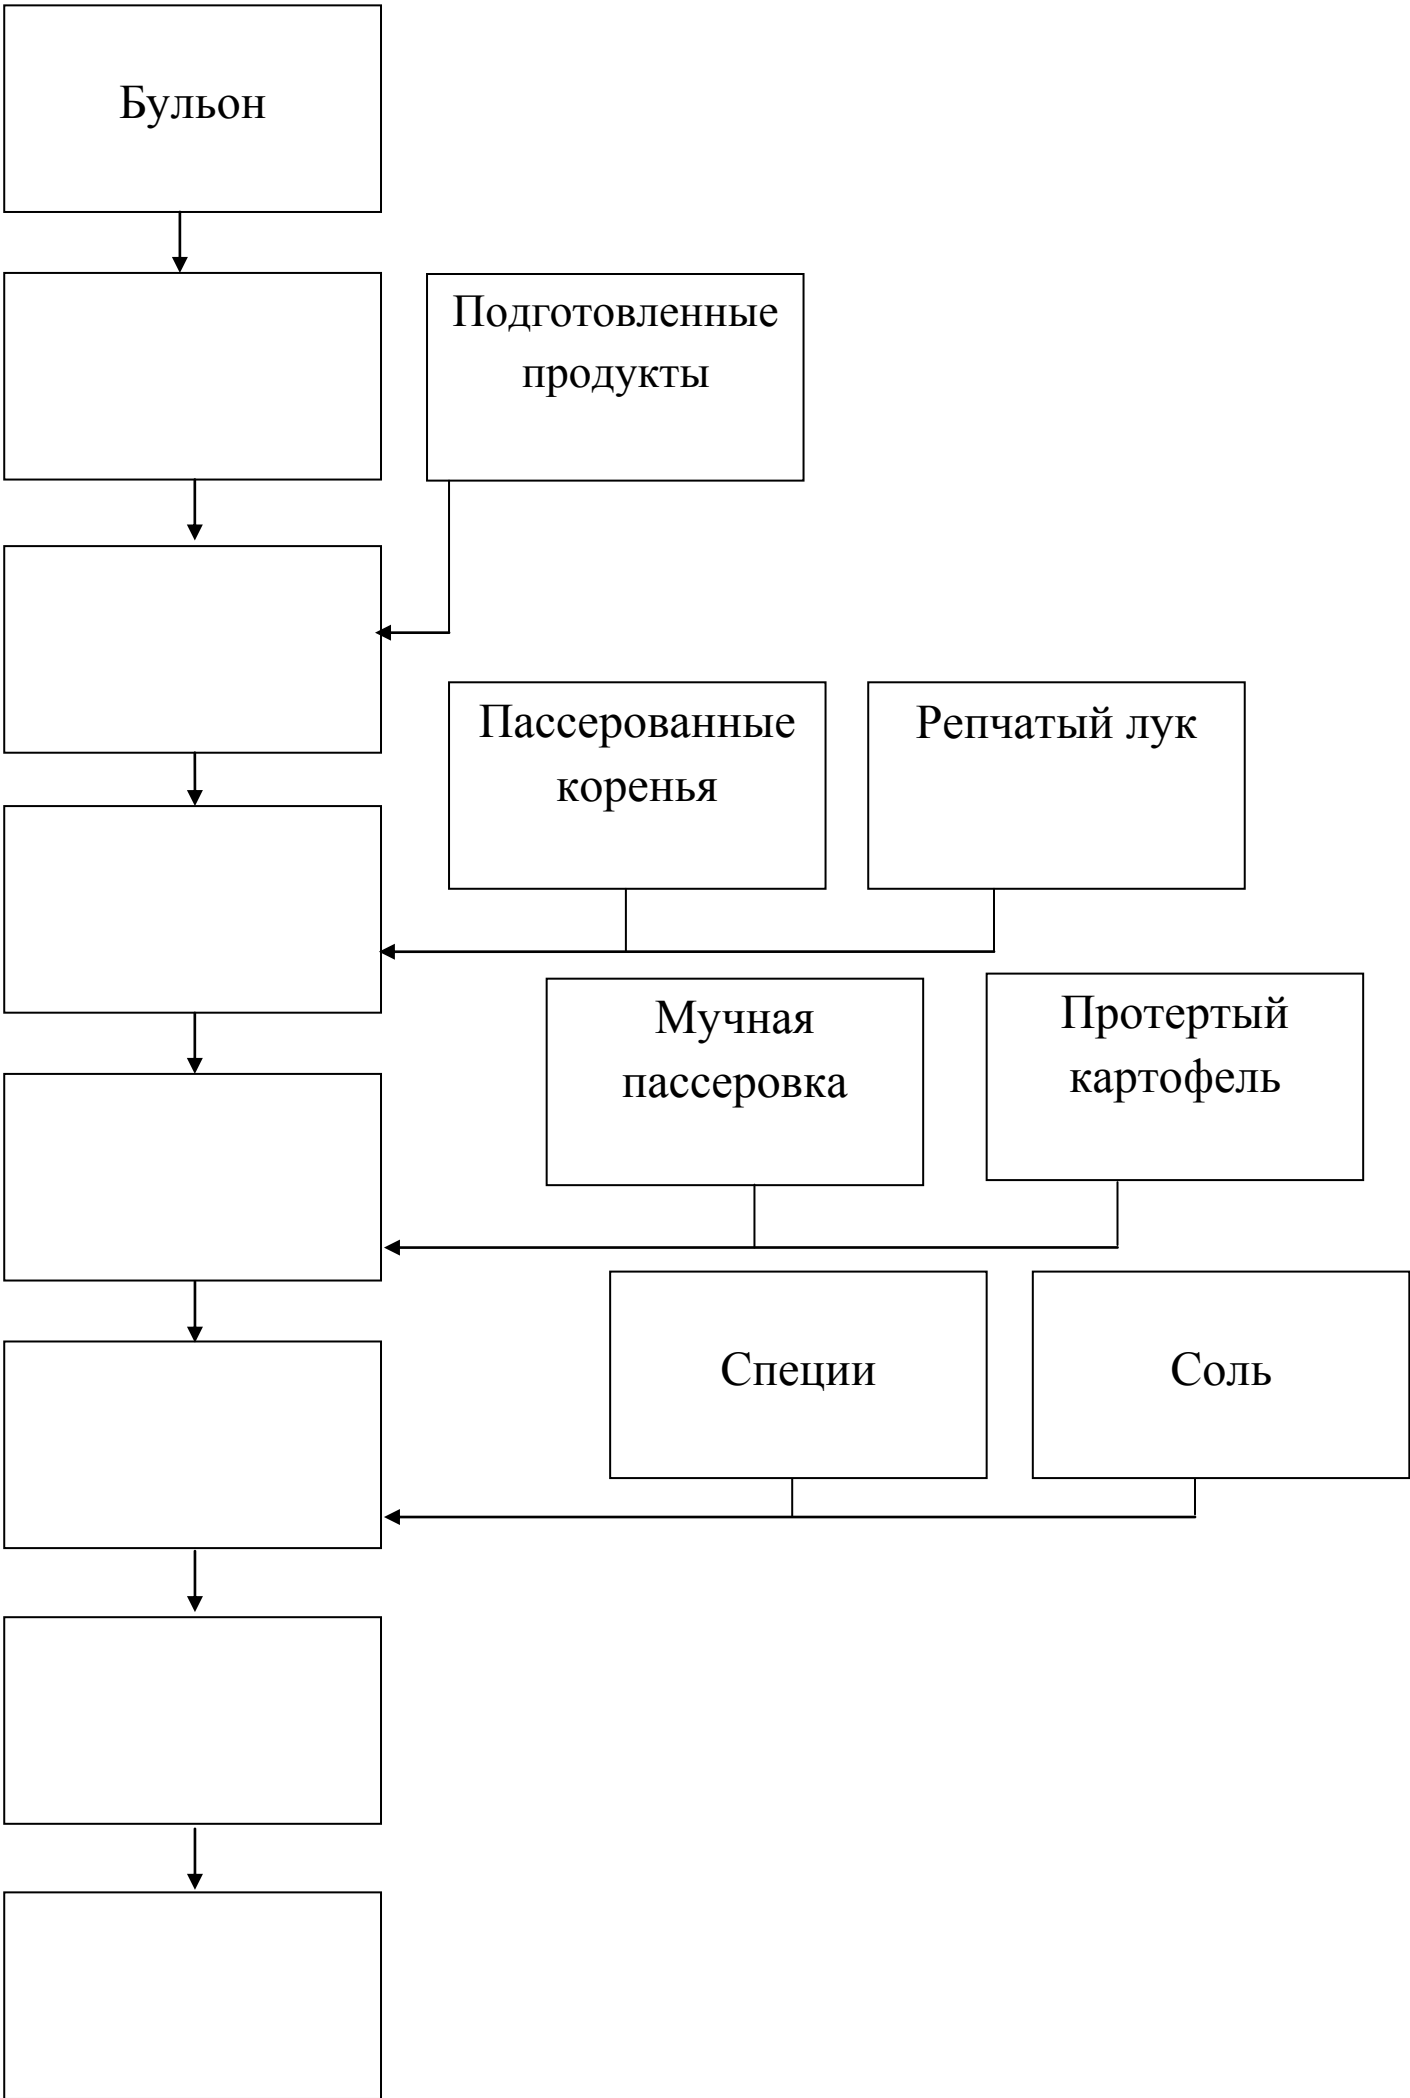 Бульон
Подготовленные
продукты
Пассерованные
коренья
Репчатый лук
Мучная
пассеровка
Протертый
картофель
Специи
Соль